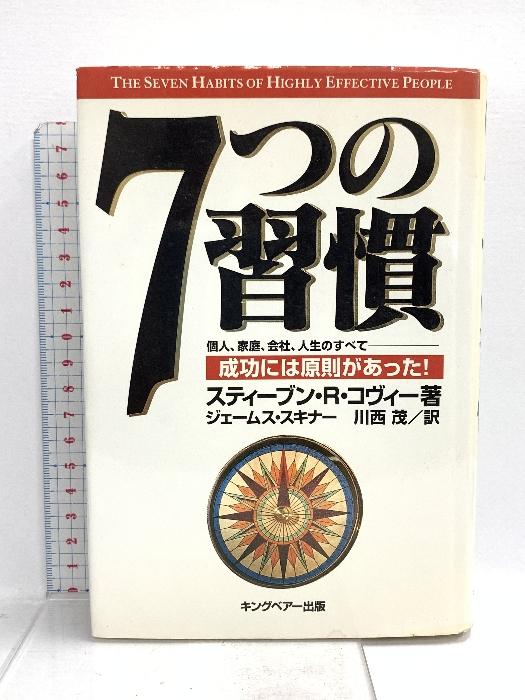 THE SEVEN HABITS OF HIGHLY EFFECTIVE PEOPLE
7つの
習慣
個人、家庭、会社、人生のすべて
成功には原則があった!
スティーブン・R・コヴィー著
ジェームス・スキナー 川西 茂/訳
キングベアー出版